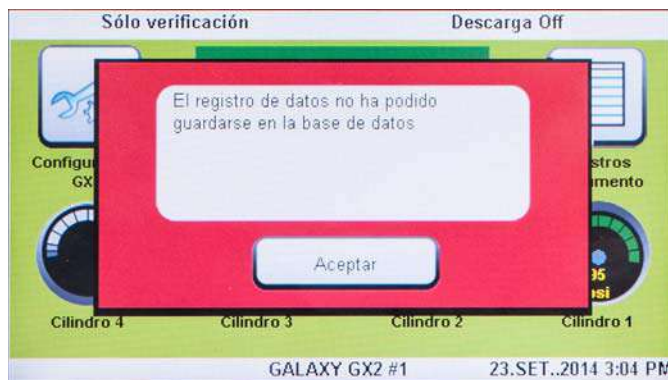 Sólo verificación Descarga Off
El registro de datos no ha podido
guardarse en la base de datos
Aceptar
Cilindro 4 Cilindro 3 Cilindro 2 Cilindro 1
GALAXY GX2 #1 23.SET..2014 3:04 PM